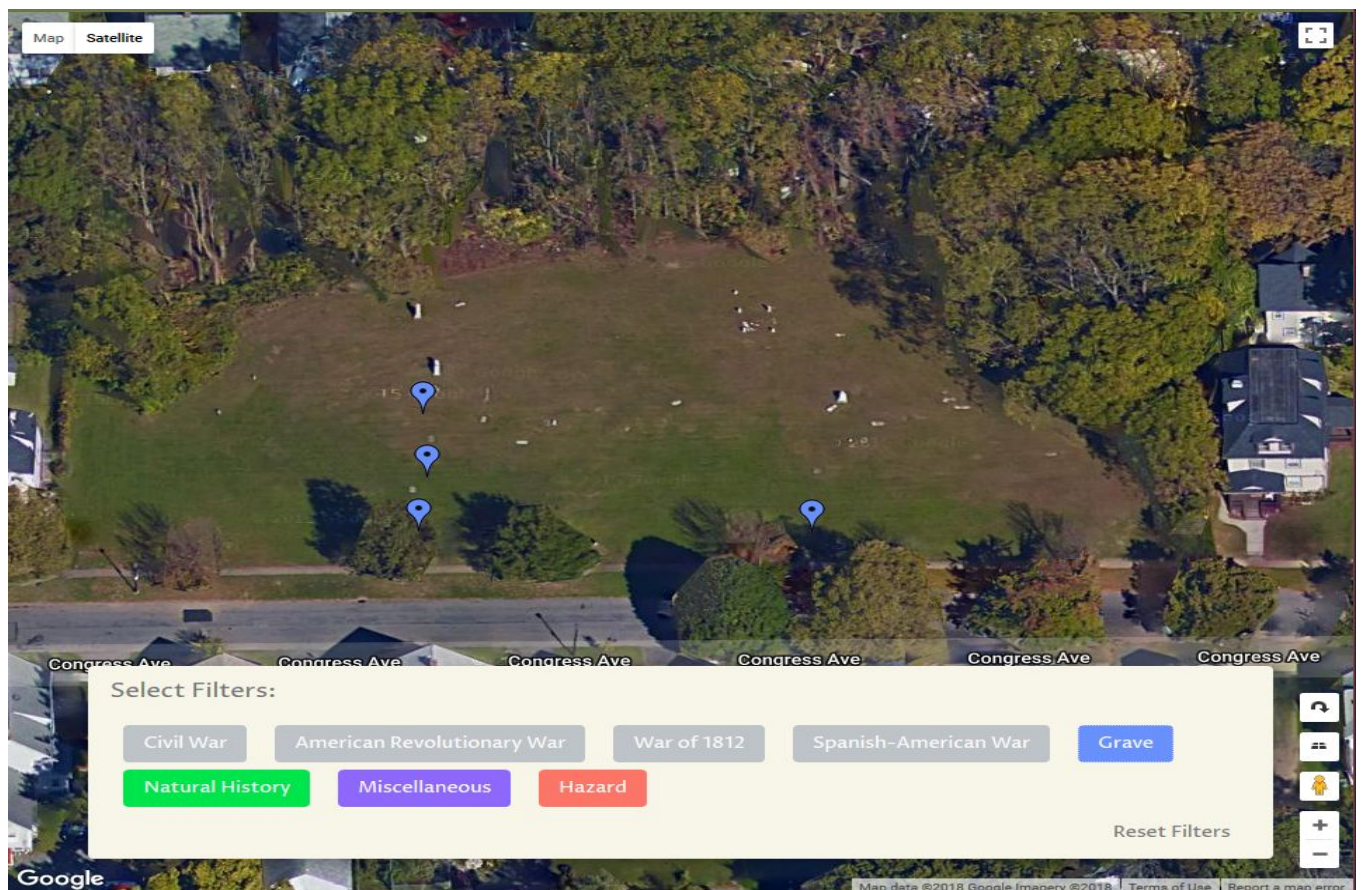 Map Satellite
Congress Ave Congress Ave Congress Ave Congress Ave Congress Ave Congress Ave
Select Filters:
Civil War American Revolutionary War War of 1812 Spanish-American War Grave
Natural History Miscellaneous Hazard
Reset Filters
Google
Map data ©2018 Google Imagery ©2018 Terms of Use Report a map error